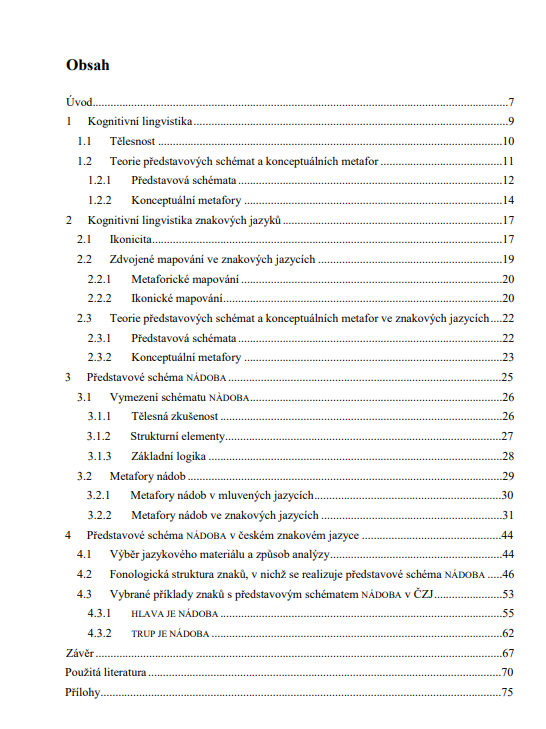 Obsah
Úvod....................7
1 Kognitivní lingvistika....................9
1.1 Tělesnost ....................10
1.2 Teorie představových schémat a konceptuálních metafor ....................11
1.2.1 Představová schémata....................12
1.2.2 Konceptuální metafory ....................14
2 Kognitivní lingvistika znakových jazyků....................17
2.1 Ikonicita....................17
2.2 Zdvojené mapování ve znakových jazycích ....................19
2.2.1 Metaforické mapování ....................20
2.2.2 Ikonické mapování....................20
2.3 Teorie představových schémat a konceptuálních metafor ve znakových jazycích....22
2.3.1 Představová schémata....................22
2.3.2 Konceptuální metafory ....................23
3 Představové schéma NÁDOBA ....................25
3.1 Vymezení schématu NÁDOBA....................26
3.1.1 Tělesná zkušenost ....................26
3.1.2 Strukturní elementy....................27
3.1.3 Základní logika ....................28
3.2 Metafory nádob ....................29
3.2.1 Metafory nádob v mluvených jazycích....................30
3.2.2 Metafory nádob ve znakových jazycích ....................31
4 Představové schéma NÁDOBA v českém znakovém jazyce ....................44
4.1 Výběr jazykového materiálu a způsob analýzy....................44
4.2 Fonologická struktura znaků, v nichž se realizuje představové schéma NÁDOBA .....46
4.3 Vybrané příklady znaků s představovým schématem NÁDOBA v ČZJ....................53
4.3.1 HLAVA JE NÁDOBA ....................55
4.3.2 TRUP JE NÁDOBA....................62
Závěr ....................67
Použitá literatura ....................70
Přílohy....................75